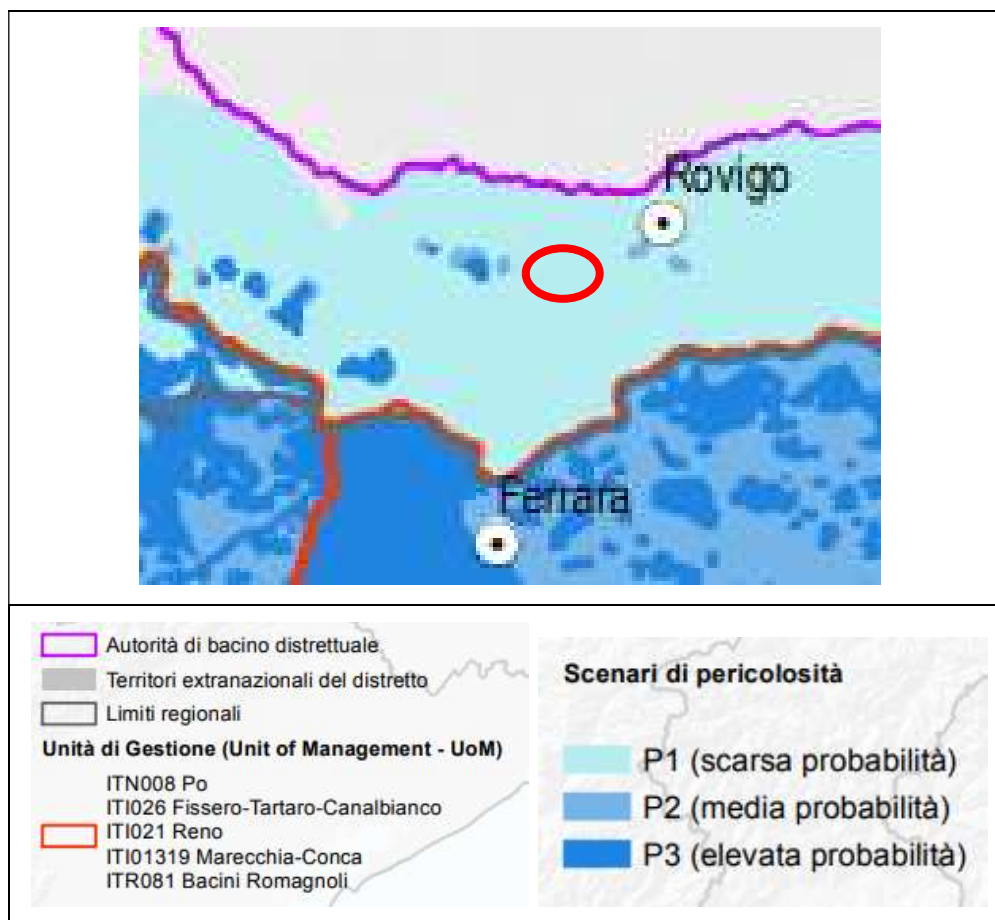 Rovigo
Ferrara
Autorità di bacino distrettuale
Territori extranazionali del distretto
Limiti regionali
Unità di Gestione (Unit of Management - UoM)
ITN008 Po
ITI026 Fissero-Tartaro-Canalbianco
ITI021 Reno
ITI01319 Marecchia-Conca
ITR081 Bacini Romagnoli
Scenari di pericolosità
P1 (scarsa probabilità)
P2 (media probabilità)
P3 (elevata probabilità)